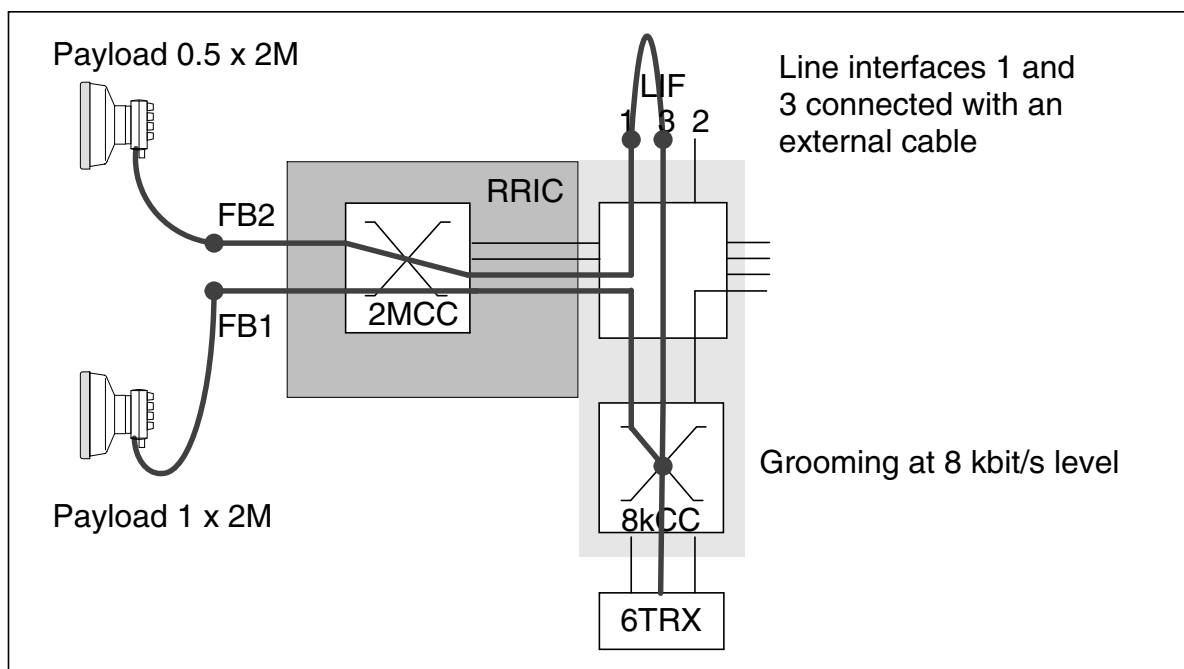 Payload 0.5 x 2M
LIF
1 3 2
Line interfaces 1 and
3 connected with an
external cable
RRIC
FB2
2MCC
FB1
Grooming at 8 kbit/s level
8kCC
Payload 1 x 2M
6TRX